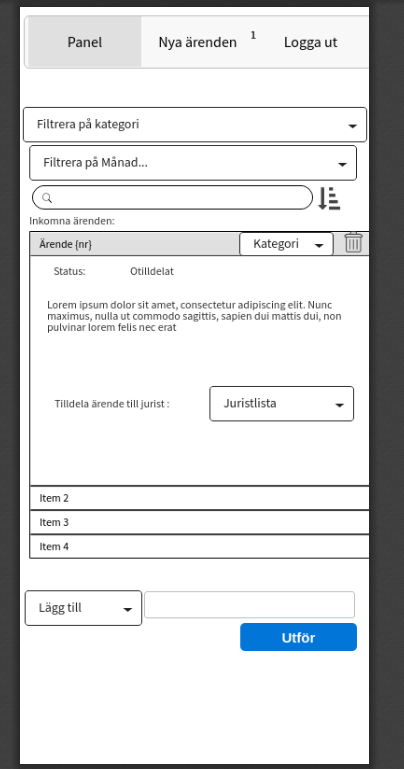 Panel Nya ärenden 1 Logga ut
Filtrera på kategori
Filtrera på Månad...
Inkomna ärenden:
Ärende {nr} Kategori
Status: Otilldelat
Lorem ipsum dolor sit amet, consectetur adipiscing elit. Nunc
maximus, nulla ut commodo sagittis, sapien dui mattis dui, non
pulvinar lorem felis nec erat
Tilldela ärende till jurist : Juristlista
Item 2
Item 3
Item 4
Lägg till
Utför